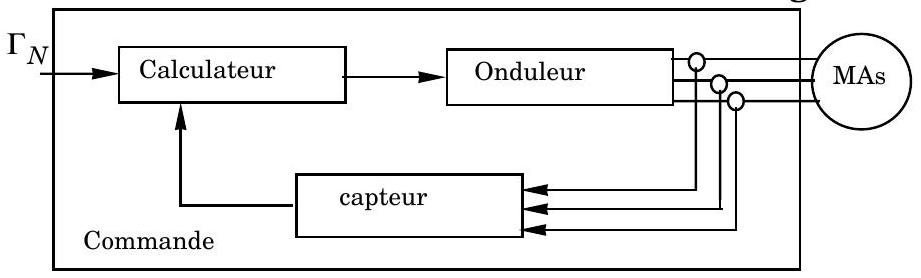 Γ_N
Calculateur
Onduleur
MAs
capteur
Commande